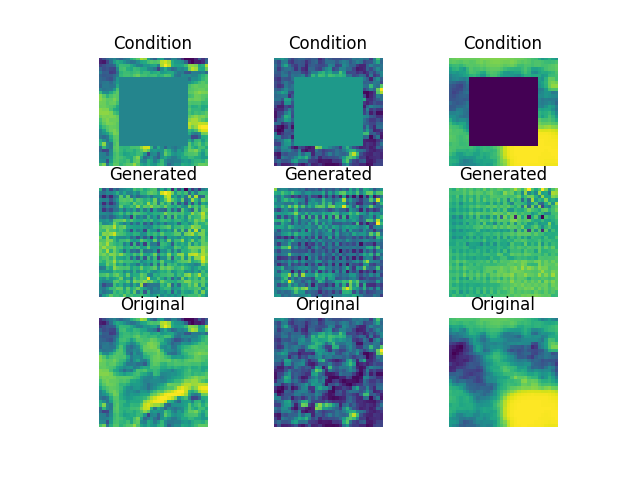 Condition Condition Condition
Generated Generated Generated
Original Original Original